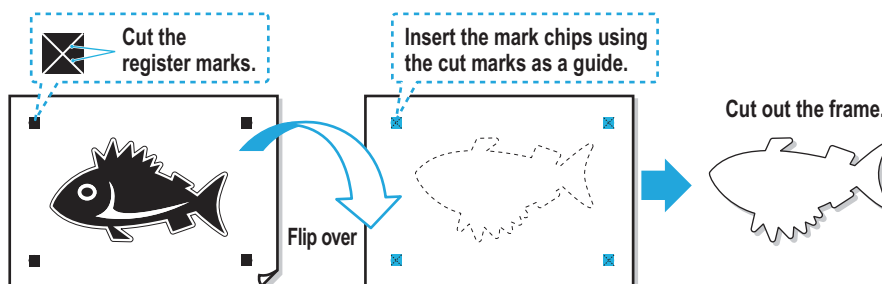 Cut the
register marks.
Insert the mark chips using
the cut marks as a guide.
Cut out the frame.
Flip over